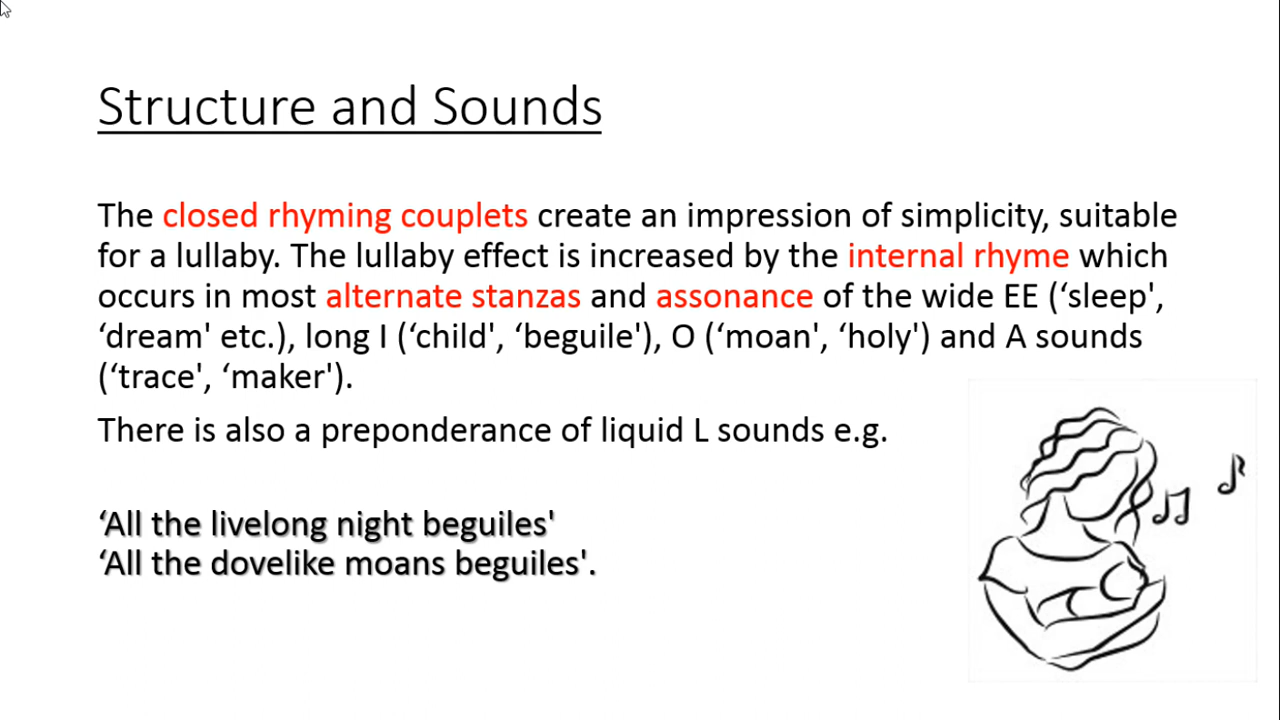 Structure and Sounds
The closed rhyming couplets create an impression of simplicity, suitable
for a lullaby. The lullaby effect is increased by the internal rhyme which
occurs in most alternate stanzas and assonance of the wide EE (‘sleep',
‘dream' etc.), long I (‘child', ‘beguile'), O (‘moan', ‘holy') and A sounds
(‘trace', ‘maker').
There is also a preponderance of liquid L sounds e.g.
‘All the livelong night beguiles'
‘All the dovelike moans beguiles'.